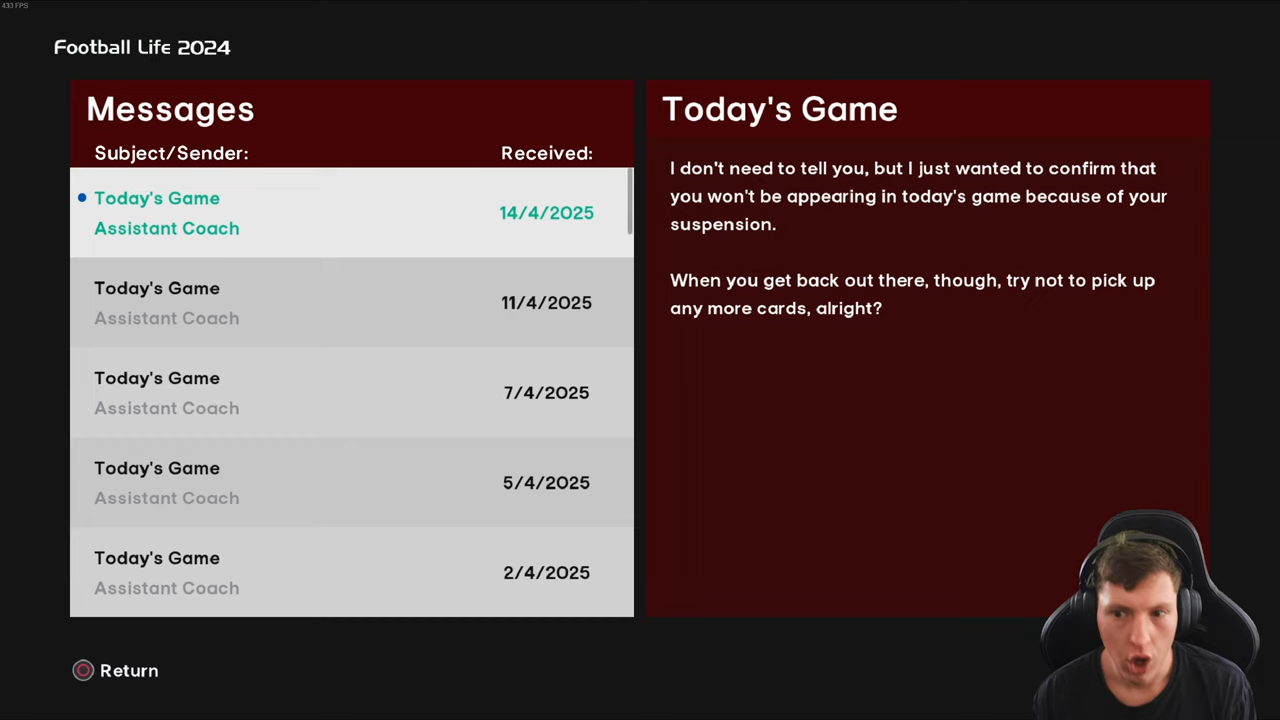 433 FPS
Football Life 2024
Messages
Subject/Sender:
Received:
Today's Game
Assistant Coach
14/4/2025
Today's Game
Assistant Coach
11/4/2025
Today's Game
Assistant Coach
7/4/2025
Today's Game
Assistant Coach
5/4/2025
Today's Game
Assistant Coach
2/4/2025
Today's Game
I don't need to tell you, but I just wanted to confirm that
you won't be appearing in today's game because of your
suspension.
When you get back out there, though, try not to pick up
any more cards, alright?
Return